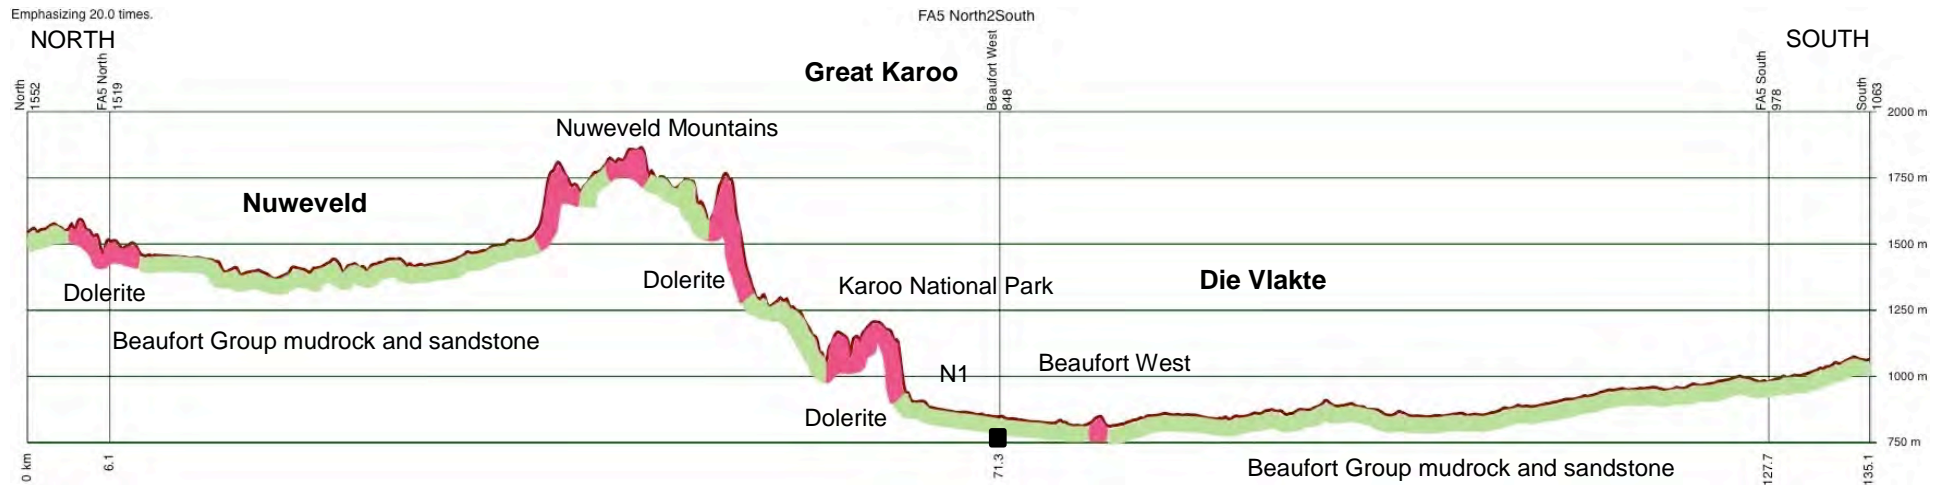 Emphasizing 20.0 times.
FA5 North2South
NORTH
SOUTH
North
1552
FA5 North
1519
Great Karoo
Beaufort West
848
FA5 South
978
South
1063
2000 m
Nuweveld Mountains
1750 m
Nuweveld
1500 m
Dolerite
Dolerite
Karoo National Park
Die Vlakte
1250 m
Beaufort Group mudrock and sandstone
N1
Beaufort West
1000 m
Dolerite
750 m
0 km
6.1
71.3
Beaufort Group mudrock and sandstone
127.7
135.1